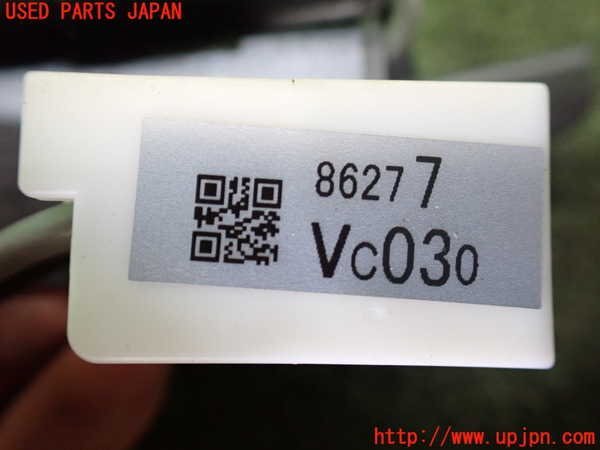 USED PARTS JAPAN
86277
VC030
http://www.upjpn.com/